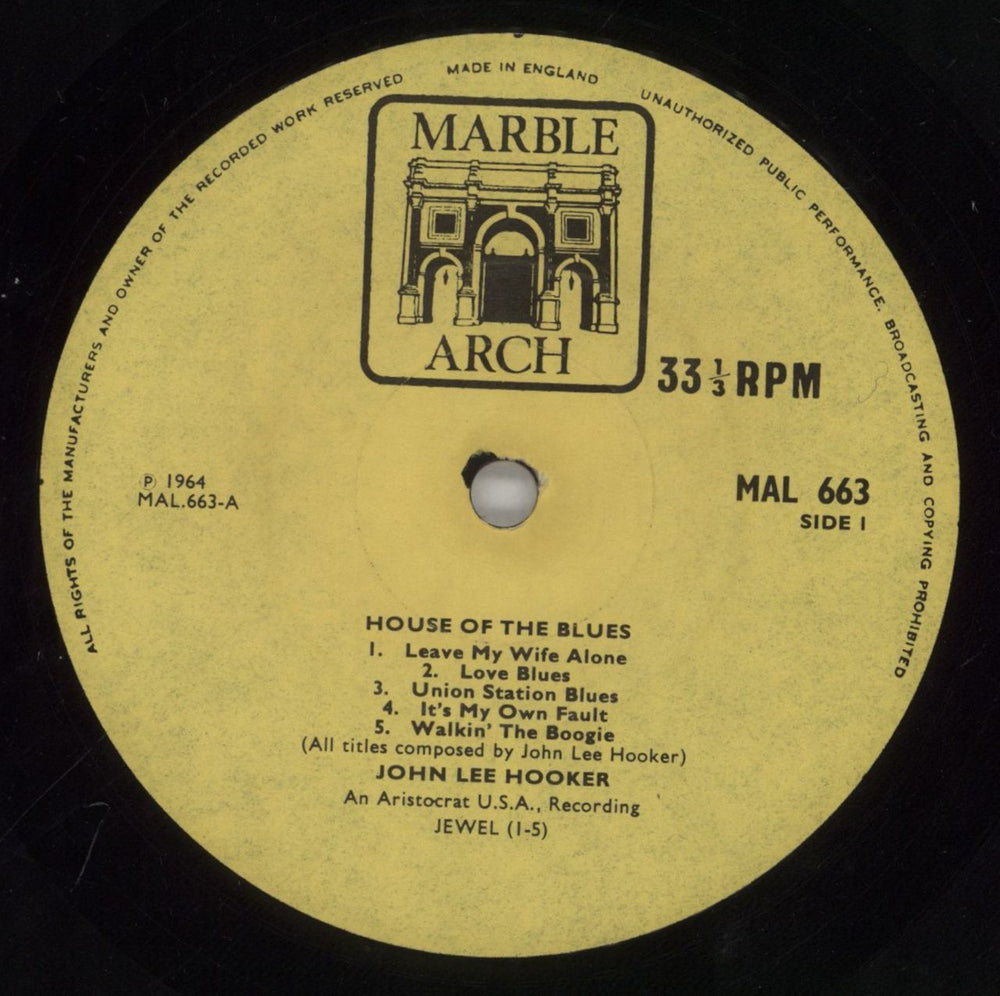 ALL RIGHTS OF THE MANUFACTURERS AND OWNER OF THE RECORDED WORK RESERVED
MADE IN ENGLAND
UNAUTHORIZED PUBLIC PERFORMANCE. BROADCASTING AND COPYING PROHIBITED
MARBLE
ARCH
33 1/3 RPM
℗ 1964
MAL.663-A
MAL 663
SIDE I
HOUSE OF THE BLUES
1. Leave My Wife Alone
2. Love Blues
3. Union Station Blues
4. It's My Own Fault
5. Walkin' The Boogie
(All titles composed by John Lee Hooker)
JOHN LEE HOOKER
An Aristocrat U.S.A., Recording
JEWEL (1-5)